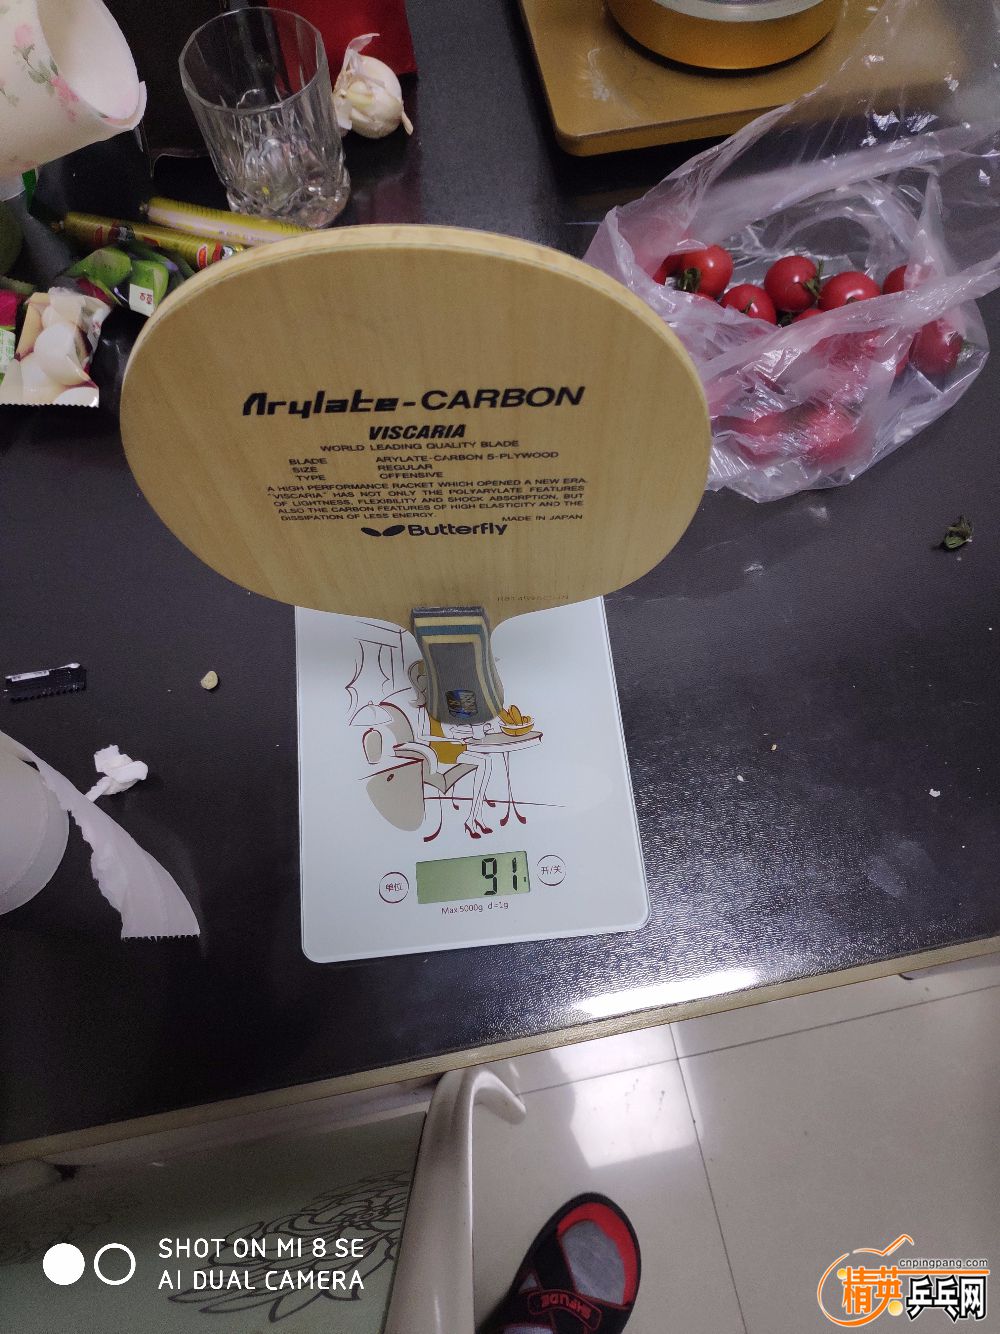 Arylate-CARBON
VISCARIA
WORLD LEADING QUALITY BLADE
BLADE ARYLATE-CARBON 5-PLYWOOD
SIZE REGULAR
TYPE OFFENSIVE
A HIGH PERFORMANCE RACKET WHICH OPENED A NEW ERA
"VISCARIA" HAS NOT ONLY THE POLYARYLATE FEATURES
OF LIGHTNESS, FLEXIBILITY AND SHOCK ABSORPTION, BUT
ALSO THE CARBON FEATURES OF HIGH ELASTICITY AND THE
DISSIPATION OF LESS ENERGY.
MADE IN JAPAN
Butterfly
单位
91
开/关
Max.5000g d=1g
SHOT ON MI 8 SE
AI DUAL CAMERA
cnpingpang.com
精英乒乓网